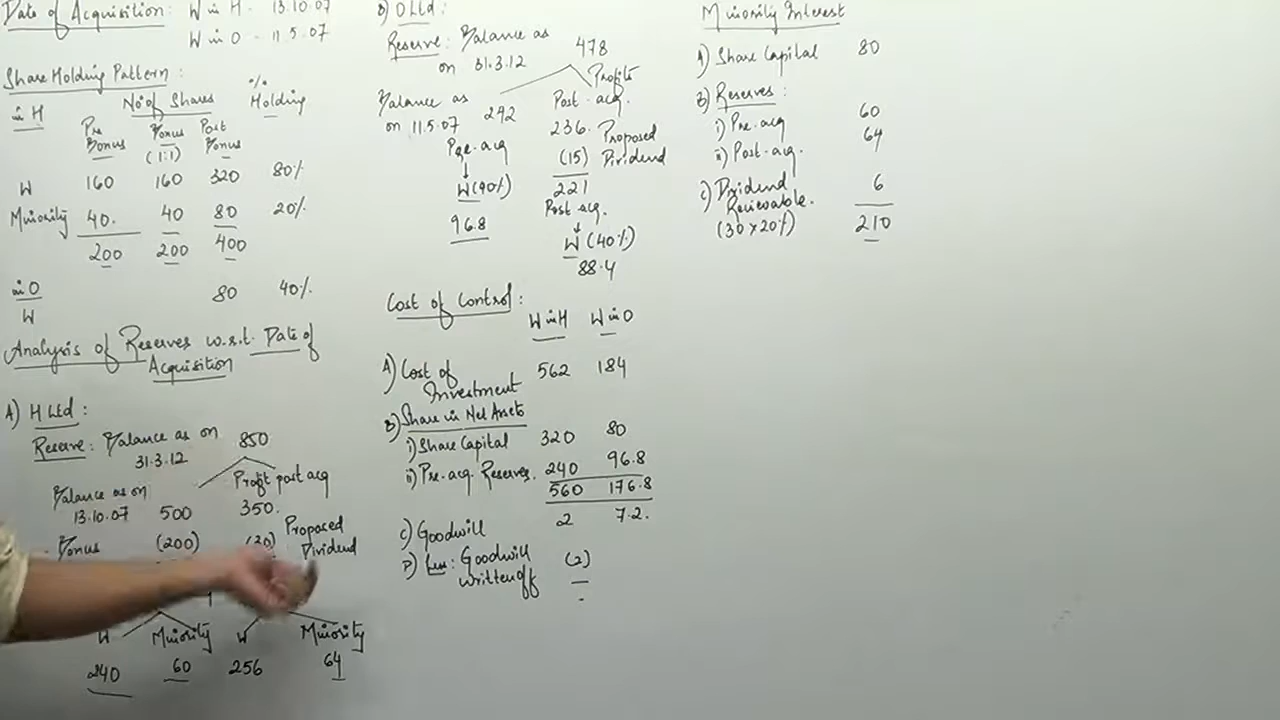 Date of Acquisition: W in H - 13.10.07
W in O - 11.5.07
Share Holding Pattern:
in H No of Shares % Holding
Pre Bonus Bonus (1:1) Post Bonus
W 160 160 320 80%
Minority 40. 40 80 20%
200 200 400
in O
W 80 40%
Analysis of Reserves w.r.t. Date of
Acquisition
A) H Ltd:
Reserve: Balance as on
31.3.12 850
Balance as on
13.10.07 500
Profit post acq
350.
Bonus (200) Proposed
Dividend
W Minority W Minority
240 60 256 64
B) O Ltd:
Reserve: Balance as
on 31.3.12 478
Balance as
on 11.5.07 242
Profits
Post-acq.
236. Proposed
(15) Dividend
221
Pre-acq
W(40%)
96.8
Post acq.
W(40%)
88.4
Cost of Control:
W in H W in O
A) Cost of
Investment 562 184
B) Share in Net Assets
i) Share Capital 320 80
ii) Pre-acq. Reserves. 240 96.8
560 176.8
C) Goodwill 2 7.2.
D) Less: Goodwill
written off (2)
-
Minority Interest
A) Share Capital 80
B) Reserves:
i) Pre-acq 60
ii) Post-acq. 64
C) Dividend
Receivable. 6
(30x20%) 210